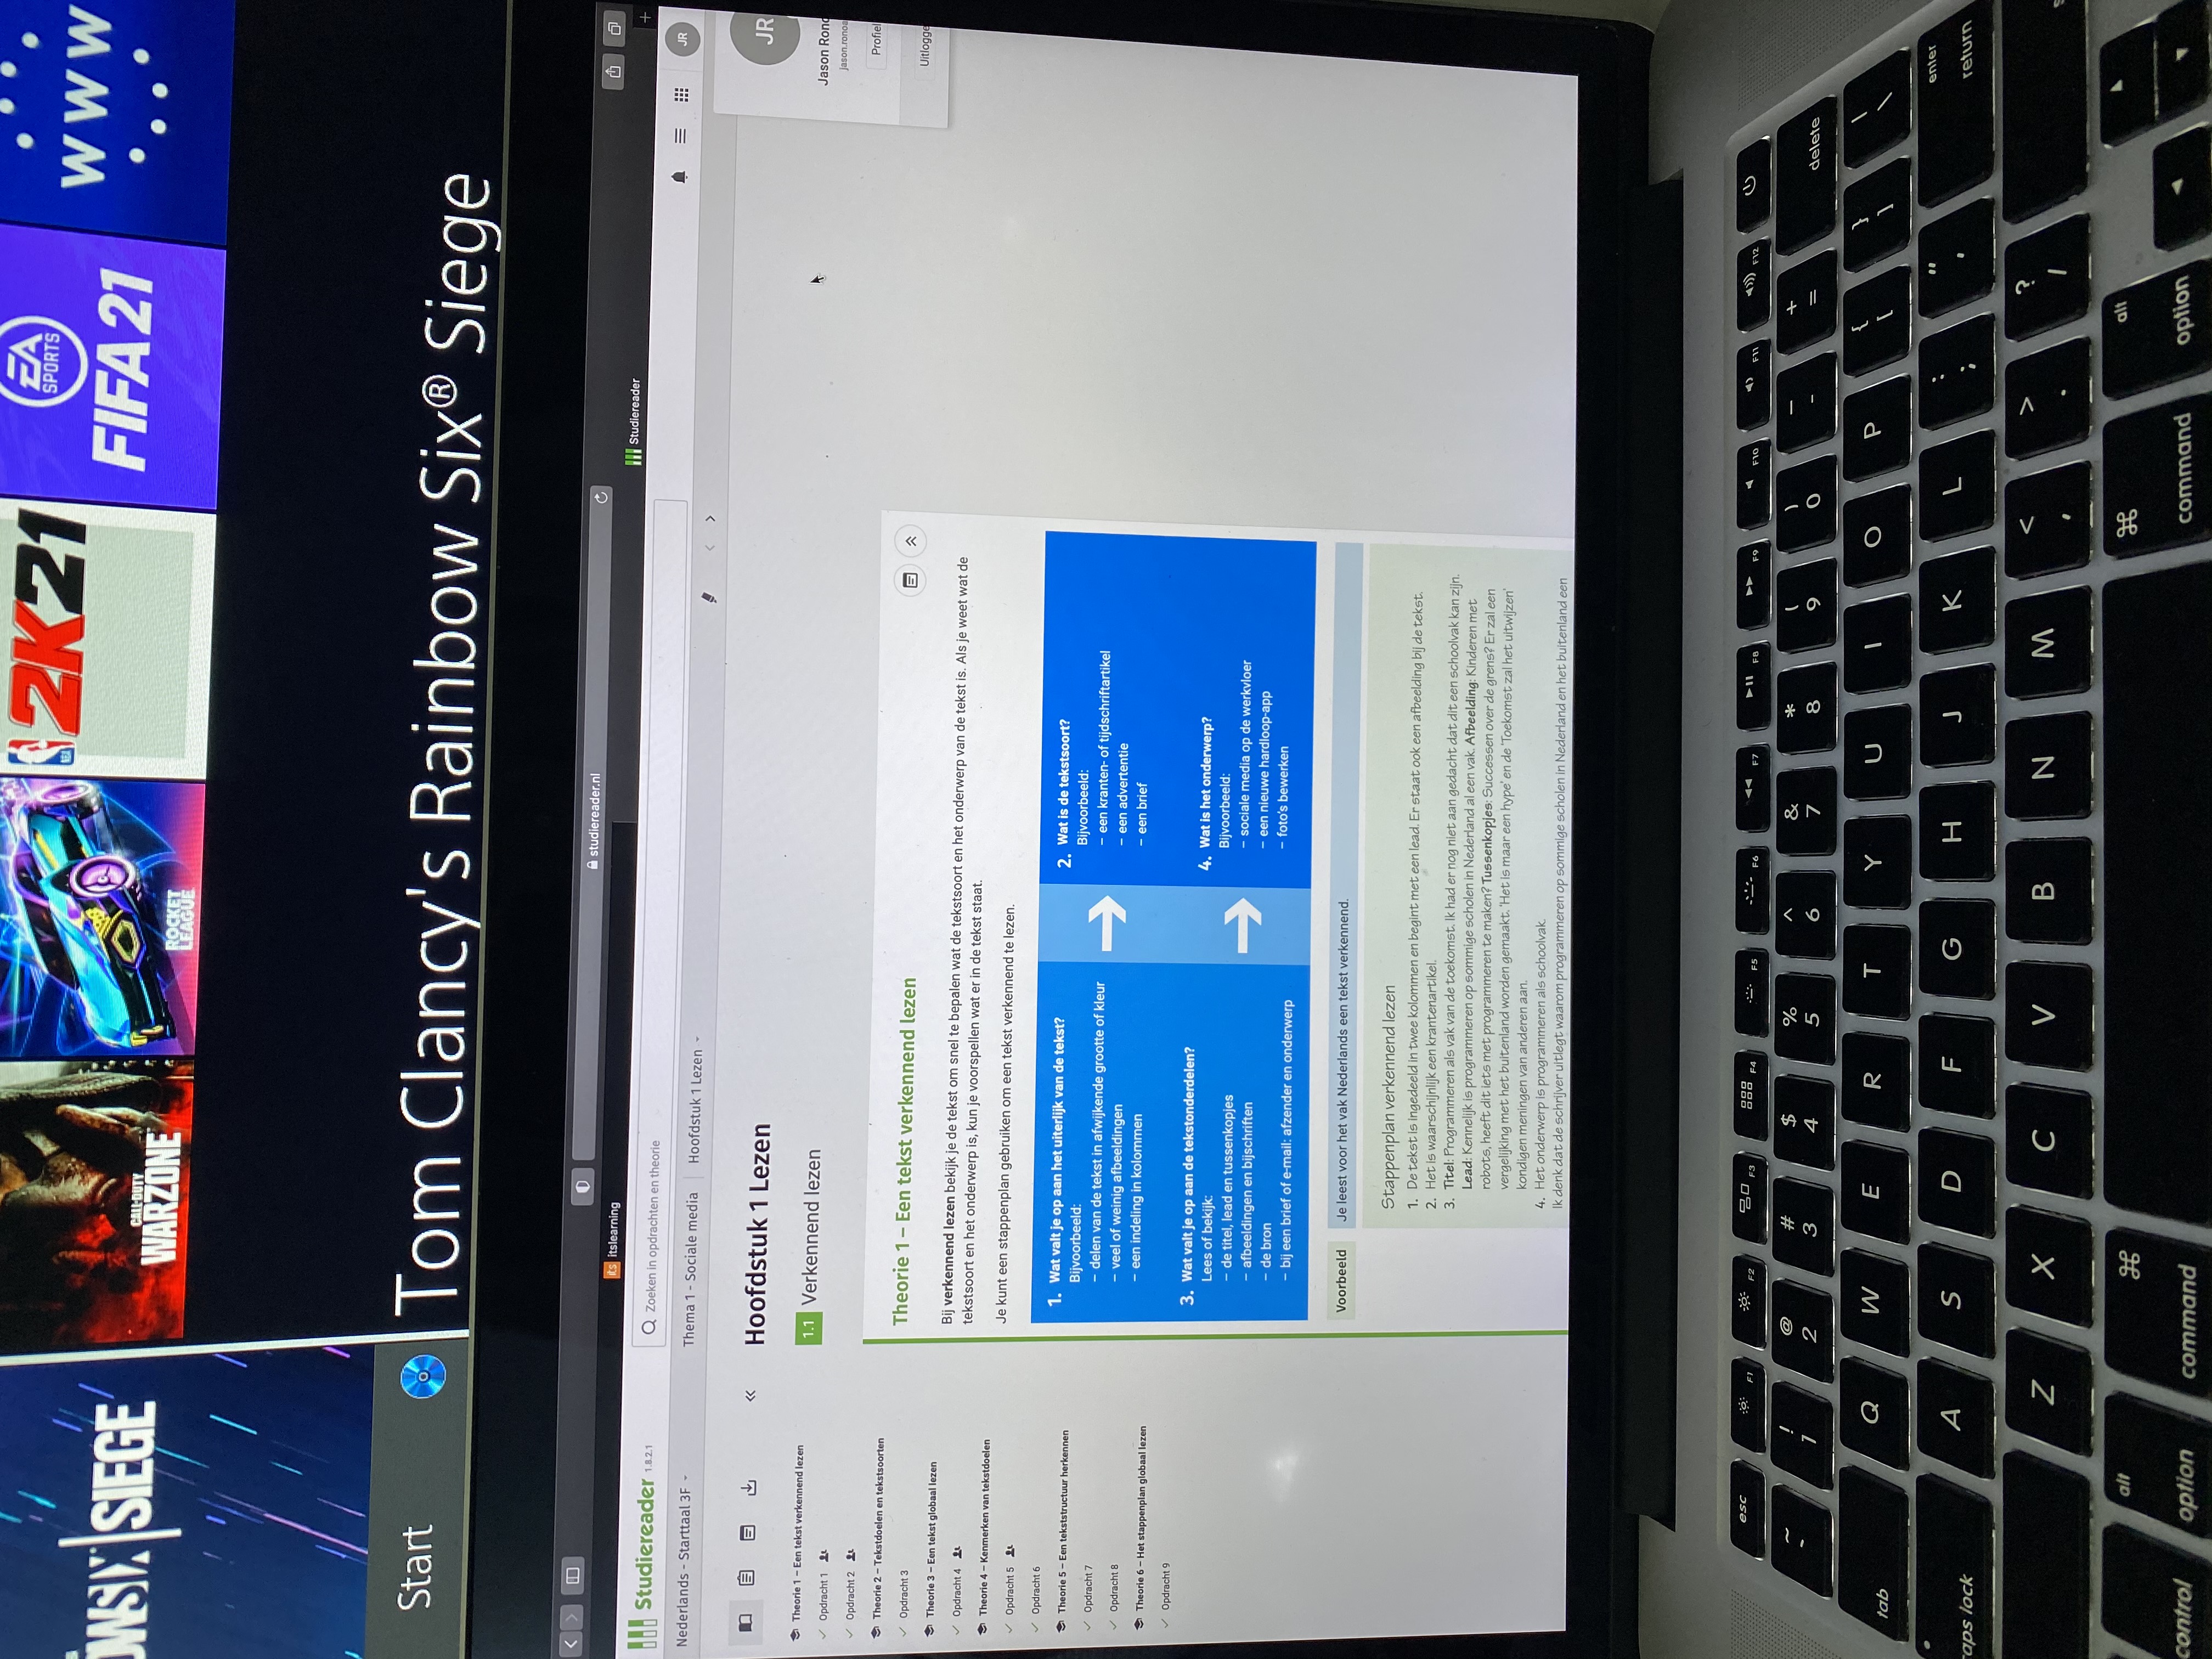 OWSIX|SIEGE
CALL OF DUTY
WARZONE
ROCKET
LEAGUE
NBA
2K21
EA
SPORTS
FIFA 21
WWW
Start
Tom Clancy's Rainbow Six® Siege
studiereader.nl
its itslearning
Studiereader
Studiereader 1.8.2.1
Zoeken in opdrachten en theorie
JR
Nederlands - Starttaal 3F
Thema 1 - Sociale media
Hoofdstuk 1 Lezen
JR
Jason Rono
jason.ronoa
Profiel
Uitlogge
Theorie 1 – Een tekst verkennend lezen
Opdracht 1
Opdracht 2
Theorie 2 – Tekstdoelen en tekstsoorten
Opdracht 3
Theorie 3 – Een tekst globaal lezen
Opdracht 4
Theorie 4 – Kenmerken van tekstdoelen
Opdracht 5
Opdracht 6
Theorie 5 – Een tekststructuur herkennen
Opdracht 7
Opdracht 8
Theorie 6 – Het stappenplan globaal lezen
Opdracht 9
Hoofdstuk 1 Lezen
1.1 Verkennend lezen
Theorie 1 – Een tekst verkennend lezen
Bij verkennend lezen bekijk je de tekst om snel te bepalen wat de tekstsoort en het onderwerp van de tekst is. Als je weet wat de
tekstsoort en het onderwerp is, kun je voorspellen wat er in de tekst staat.
Je kunt een stappenplan gebruiken om een tekst verkennend te lezen.
1. Wat valt je op aan het uiterlijk van de tekst?
Bijvoorbeeld:
– delen van de tekst in afwijkende grootte of kleur
– veel of weinig afbeeldingen
– een indeling in kolommen
2. Wat is de tekstsoort?
Bijvoorbeeld:
– een kranten- of tijdschriftartikel
– een advertentie
– een brief
3. Wat valt je op aan de tekstonderdelen?
Lees of bekijk:
– de titel, lead en tussenkopjes
– afbeeldingen en bijschriften
– de bron
– bij een brief of e-mail: afzender en onderwerp
4. Wat is het onderwerp?
Bijvoorbeeld:
– sociale media op de werkvloer
– een nieuwe hardloop-app
– foto's bewerken
Voorbeeld
Je leest voor het vak Nederlands een tekst verkennend.
Stappenplan verkennend lezen
1. De tekst is ingedeeld in twee kolommen en begint met een lead. Er staat ook een afbeelding bij de tekst.
2. Het is waarschijnlijk een krantenartikel.
3. Titel: Programmeren als vak van de toekomst. Ik had er nog niet aan gedacht dat dit een schoolvak kan zijn.
Lead: Kennelijk is programmeren op sommige scholen in Nederland al een vak. Afbeelding: Kinderen met
robots, heeft dit iets met programmeren te maken? Tussenkopjes: Successen over de grens? Er zal een
vergelijking met het buitenland worden gemaakt. 'Het is maar een hype' en de 'Toekomst zal het uitwijzen'
kondigen meningen van anderen aan.
4. Het onderwerp is programmeren als schoolvak.
Ik denk dat de schrijver uitlegt waarom programmeren op sommige scholen in Nederland en het buitenland een
esc F1 F2 F3 F4 F5 F6 F7 F8 F9 F10 F11 F12
~ ! @ # $ % ^ & * ( ) — +
` 1 2 3 4 5 6 7 8 9 0 - = delete
tab Q W E R T Y U I O P { [ } ] | \
caps lock A S D F G H J K L : ; " ' enter return
Z X C V B N M < , > . ? /
control alt option ⌘ command ⌘ command alt option